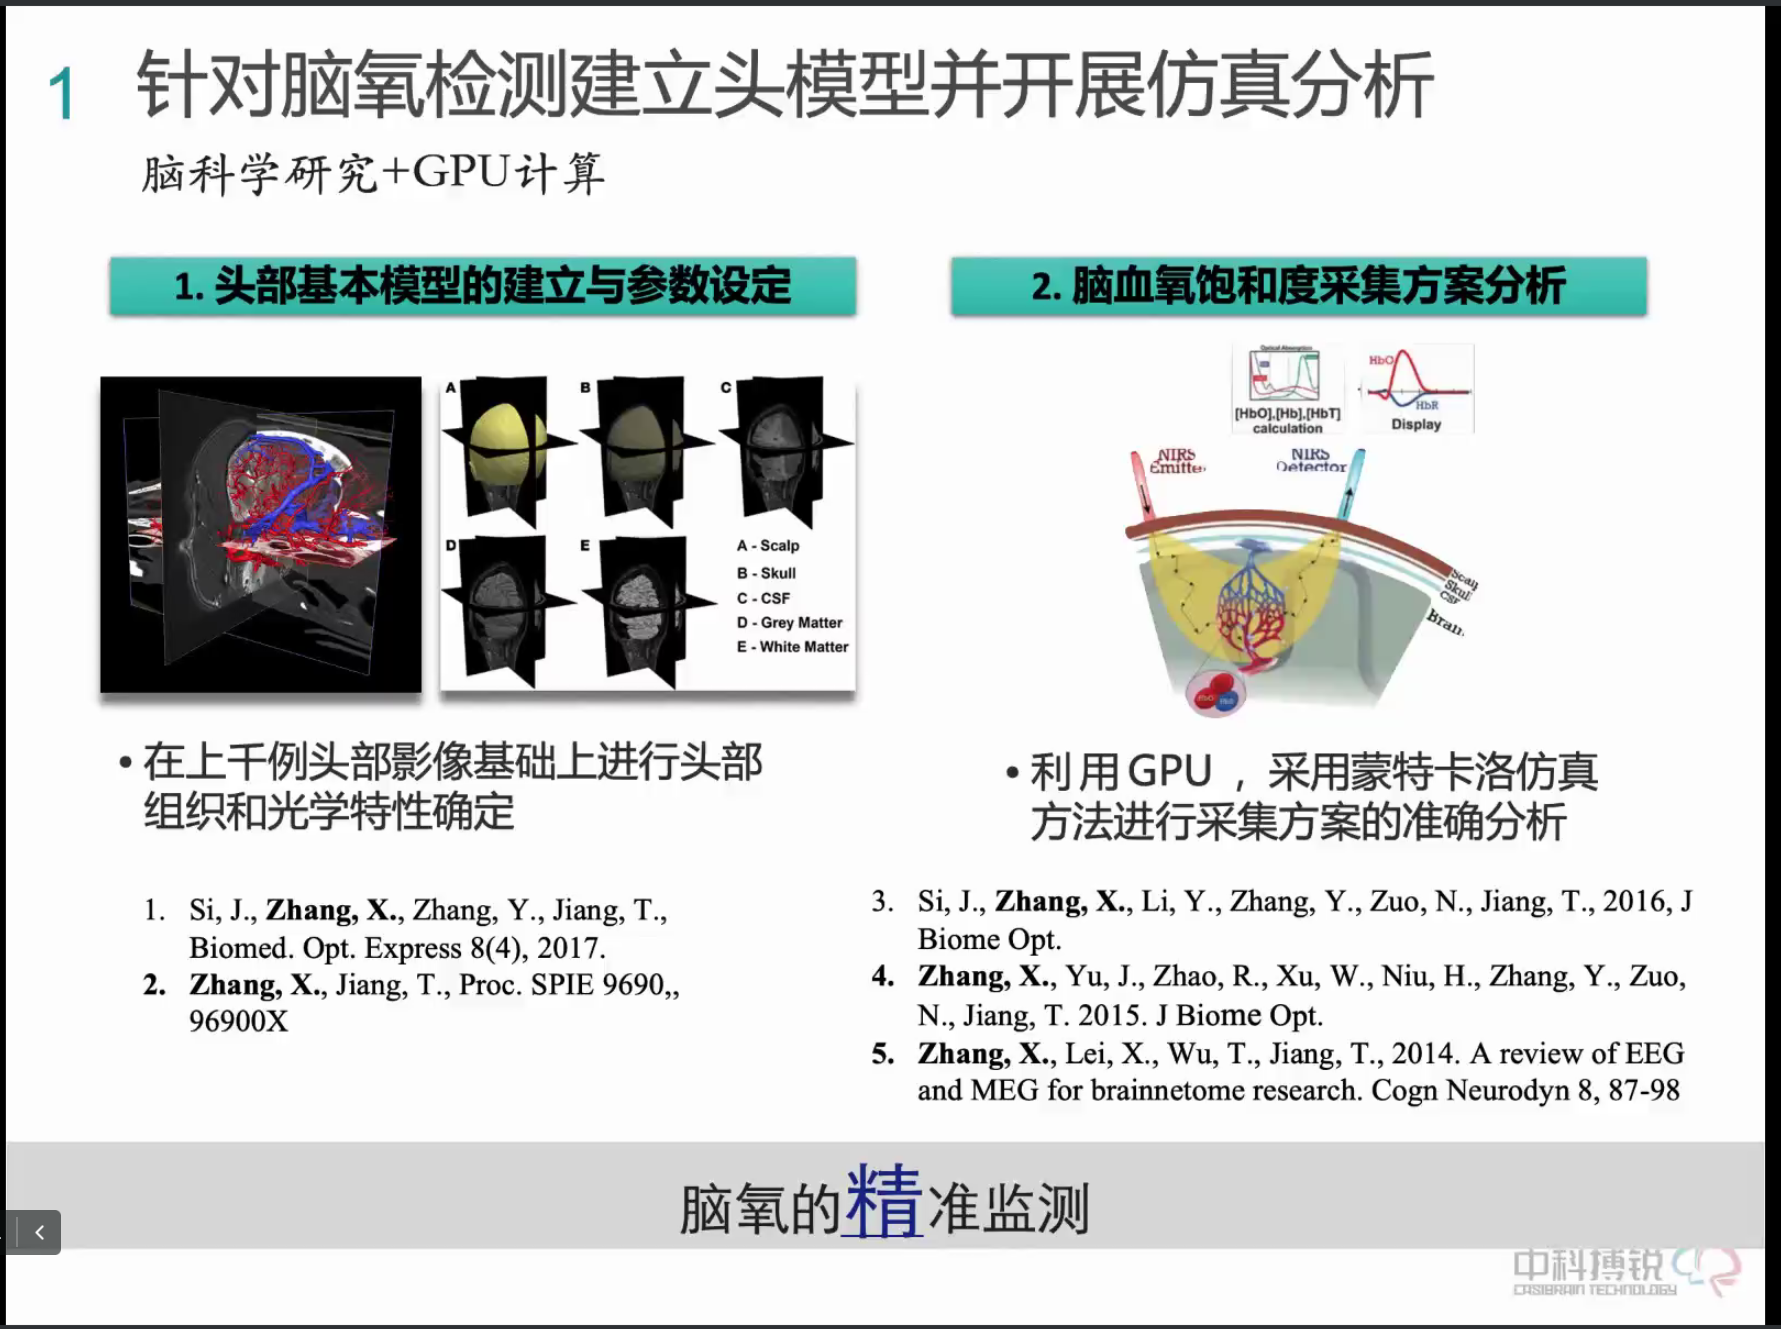 1 针对脑氧检测建立头模型并开展仿真分析
脑科学研究+GPU计算
1. 头部基本模型的建立与参数设定
A
B
C
D
E
A - Scalp
B - Skull
C - CSF
D - Grey Matter
E - White Matter
• 在上千例头部影像基础上进行头部
组织和光学特性确定
1. Si, J., Zhang, X., Zhang, Y., Jiang, T.,
Biomed. Opt. Express 8(4), 2017.
2. Zhang, X., Jiang, T., Proc. SPIE 9690,,
96900X
2. 脑血氧饱和度采集方案分析
Optical Absorption
[HbO],[Hb],[HbT]
calculation
HbO
HbR
Display
NIRS
Emitter
NIRS
Detector
Scalp
Skull
CSF
Brain
• 利用GPU ，采用蒙特卡洛仿真
方法进行采集方案的准确分析
3. Si, J., Zhang, X., Li, Y., Zhang, Y., Zuo, N., Jiang, T., 2016, J
Biome Opt.
4. Zhang, X., Yu, J., Zhao, R., Xu, W., Niu, H., Zhang, Y., Zuo,
N., Jiang, T. 2015. J Biome Opt.
5. Zhang, X., Lei, X., Wu, T., Jiang, T., 2014. A review of EEG
and MEG for brainnetome research. Cogn Neurodyn 8, 87-98
脑氧的精准监测
中科搏锐
CASIBRAIN TECHNOLOGY